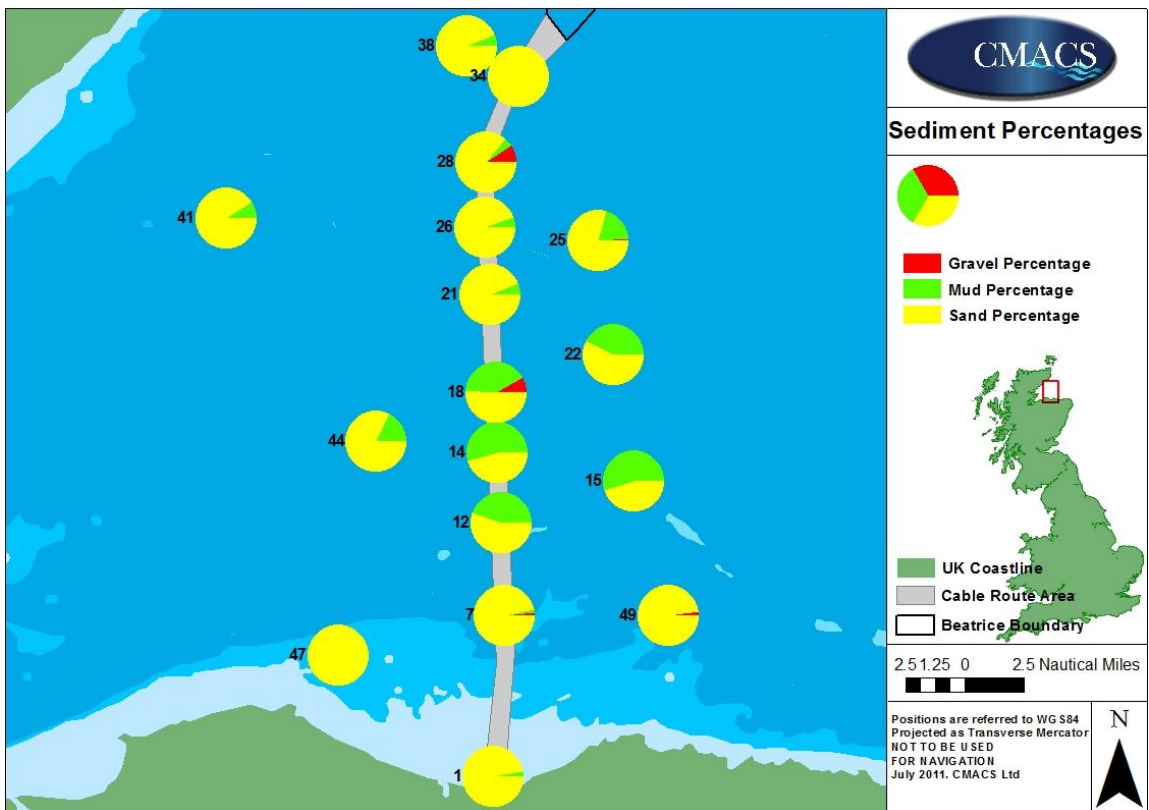 38
34
28
41
26
25
21
22
18
44
14
15
12
7
49
47
1
CMACS
Sediment Percentages
Gravel Percentage
Mud Percentage
Sand Percentage
UK Coastline
Cable Route Area
Beatrice Boundary
2.5 1.25 0 2.5 Nautical Miles
Positions are referred to WGS84
Projected as Transverse Mercator
NOT TO BE USED
FOR NAVIGATION
July 2011. CMACS Ltd
N